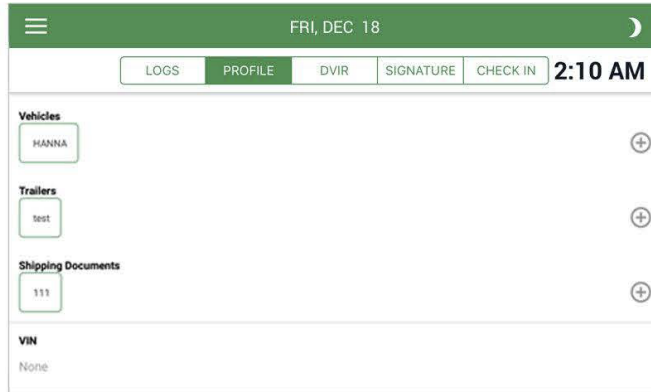 FRI, DEC 18
LOGS PROFILE DVIR SIGNATURE CHECK IN 2:10 AM
Vehicles
HANNA
Trailers
test
Shipping Documents
111
VIN
None